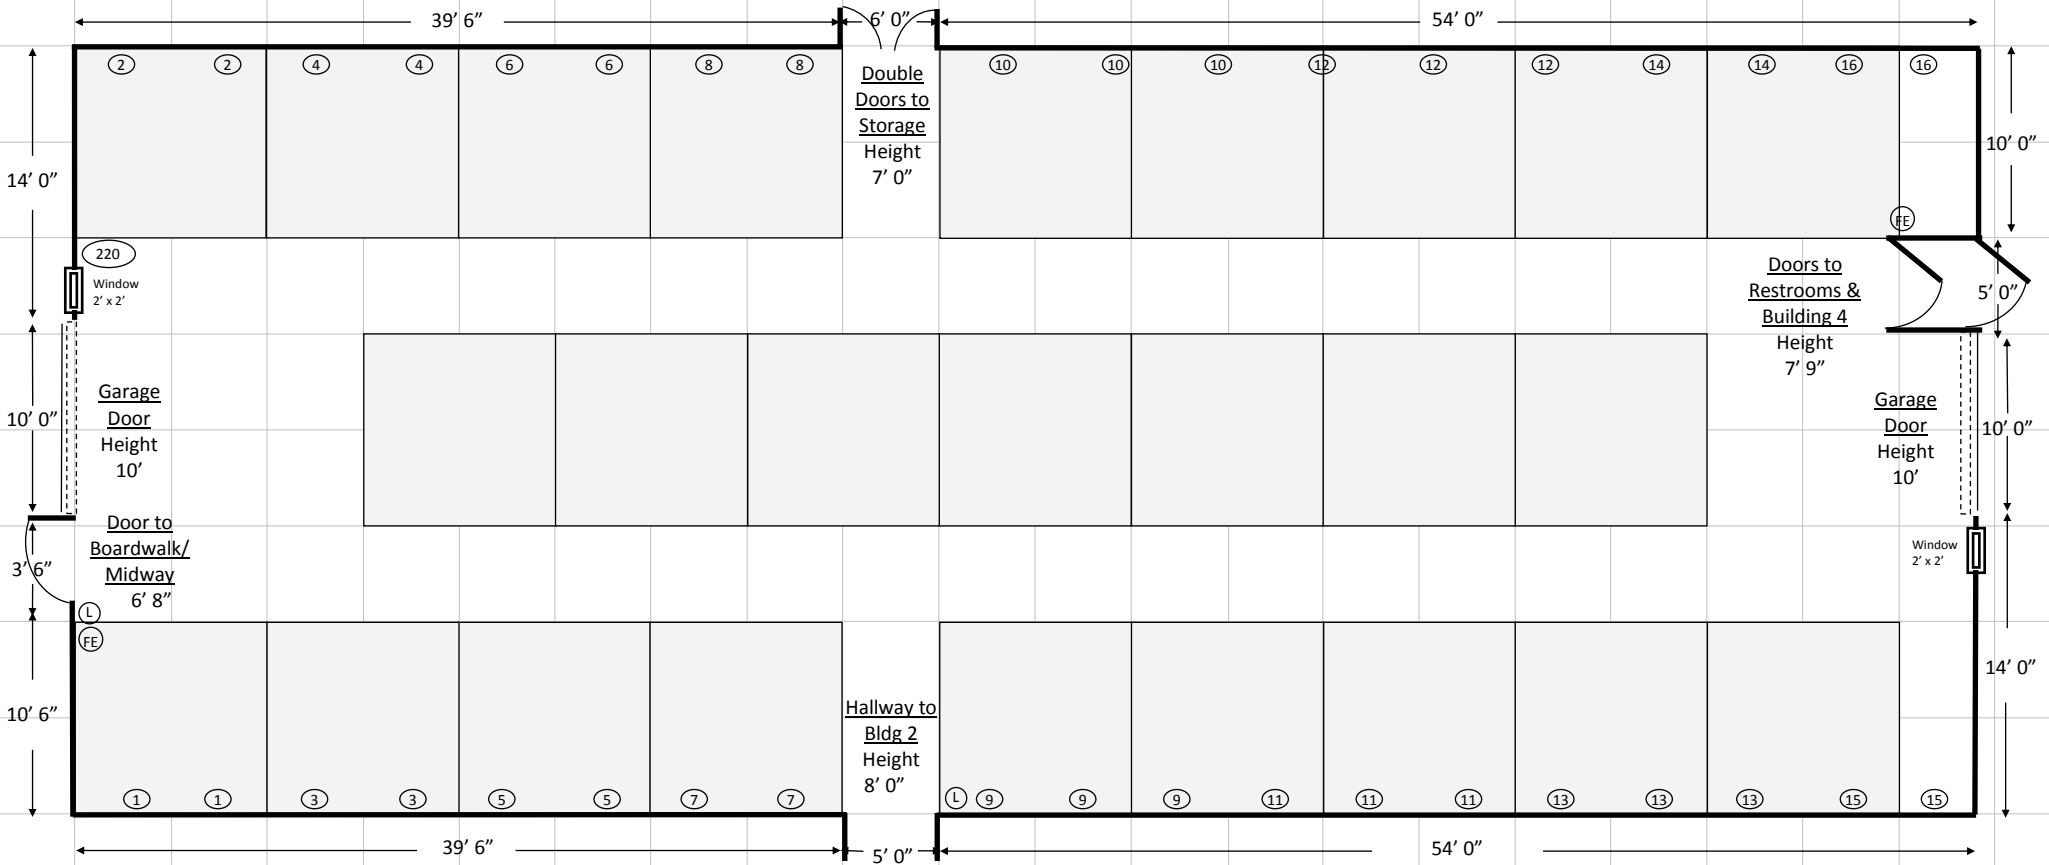 39' 6”
6' 0”
54' 0”
2 2 4 4 6 6 8 8 10 10 10 12 12 12 14 14 16 16
Double
Doors to
Storage
Height
7' 0”
14' 0”
10' 0”
FE
220
Window
2' x 2'
Doors to
Restrooms &
Building 4
Height
7' 9”
5' 0”
Garage
Door
Height
10'
10' 0”
Garage
Door
Height
10'
10' 0”
Door to
Boardwalk/
Midway
6' 8”
3' 6”
Window
2' x 2'
L
FE
10' 6”
Hallway to
Bldg 2
Height
8' 0”
14' 0”
1 1 3 3 5 5 7 7 L 9 9 9 11 11 11 13 13 13 15 15
39' 6”
5' 0”
54' 0”